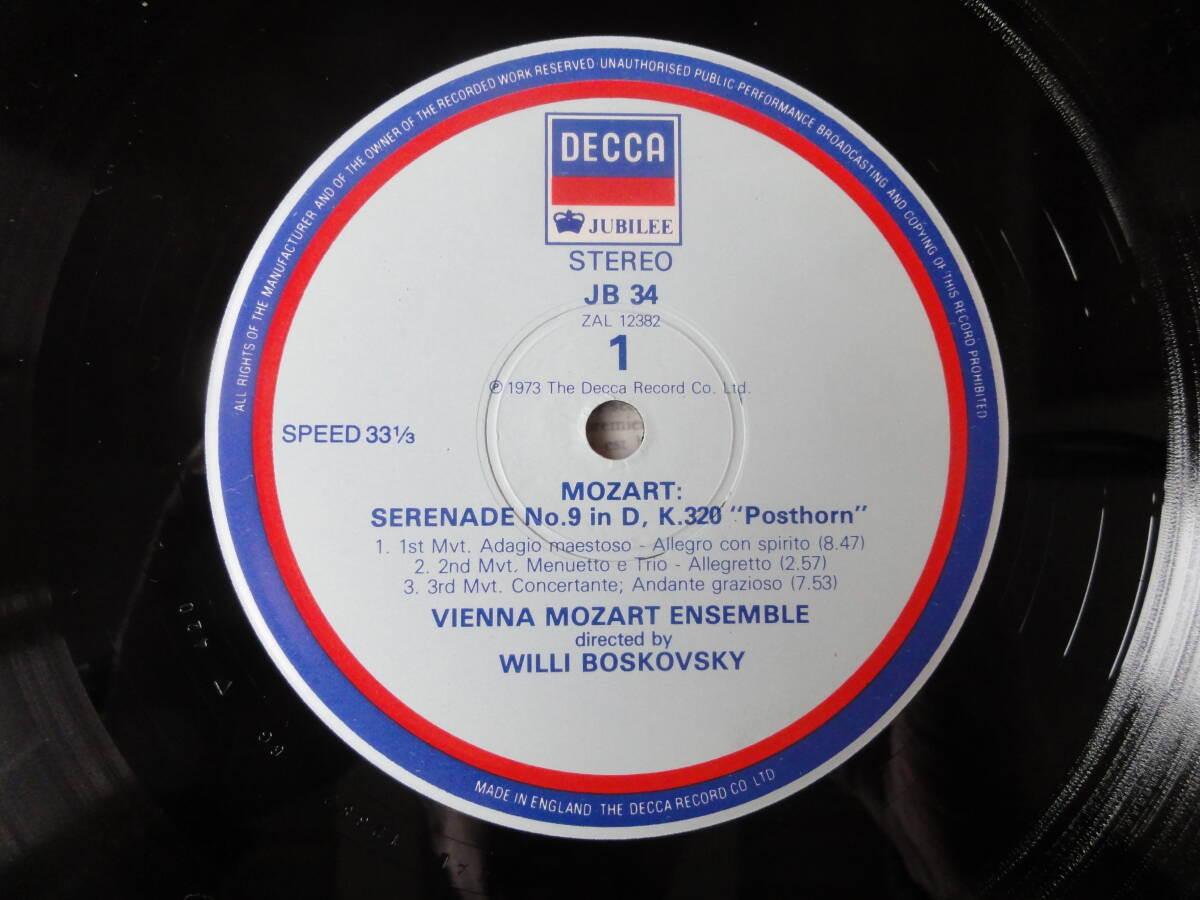 ALL RIGHTS OF THE MANUFACTURER AND OF THE OWNER OF THE RECORDED WORK RESERVED UNAUTHORISED PUBLIC PERFORMANCE BROADCASTING AND COPYING OF THIS RECORD PROHIBITED
DECCA
JUBILEE
STEREO
JB 34
ZAL 12382
1
℗ 1973 The Decca Record Co. Ltd.
SPEED 33⅓
MOZART:
SERENADE No.9 in D, K.320 "Posthorn"
1. 1st Mvt. Adagio maestoso - Allegro con spirito (8.47)
2. 2nd Mvt. Menuetto e Trio - Allegretto (2.57)
3. 3rd Mvt. Concertante; Andante grazioso (7.53)
VIENNA MOZART ENSEMBLE
directed by
WILLI BOSKOVSKY
MADE IN ENGLAND THE DECCA RECORD CO LTD
420